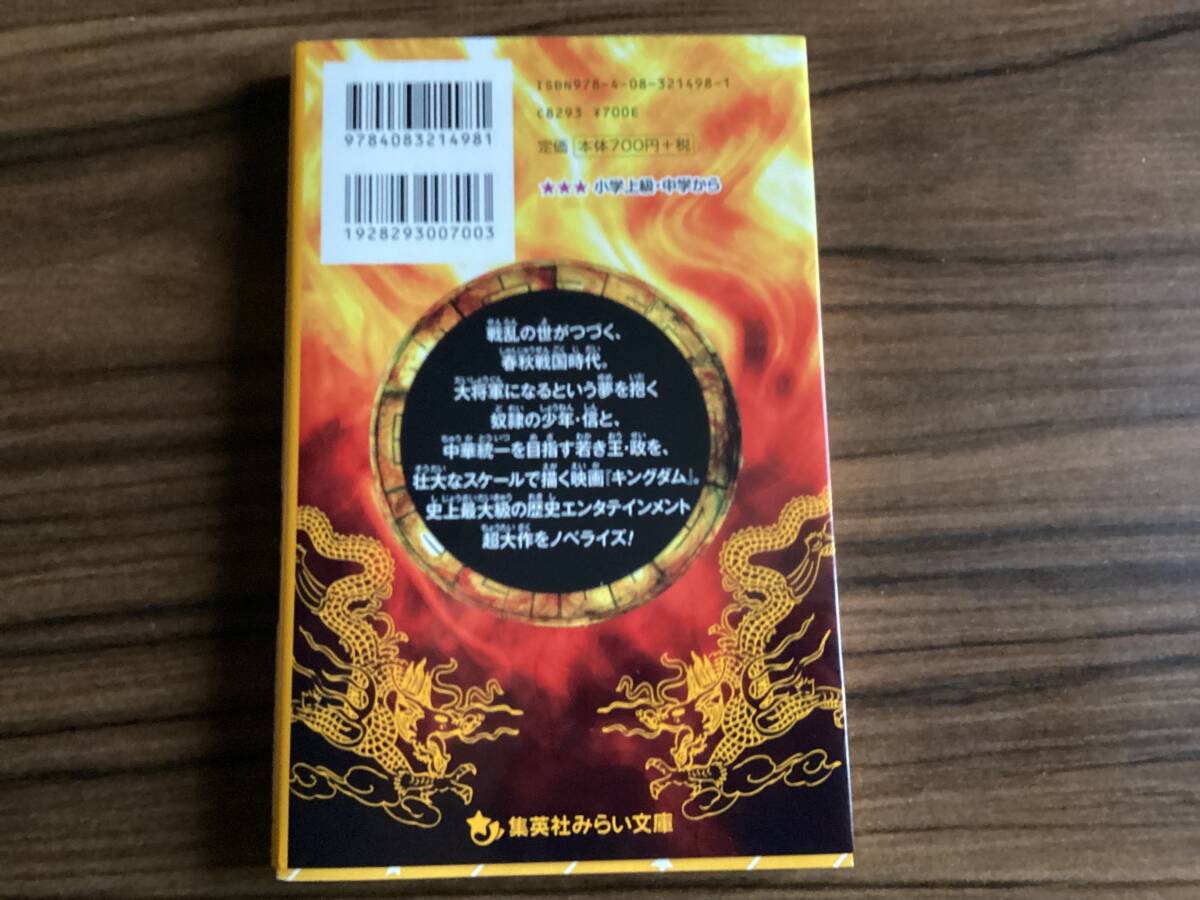 9784083214981
1928293007003
ISBN978-4-08-321498-1
C8293 ¥700E
定価 本体700円+税
★★★ 小学上級・中学から
戦乱の世がつづく、
春秋戦国時代。
大将軍になるという夢を抱く
奴隷の少年・信と、
中華統一を目指す若き王・政を、
壮大なスケールで描く映画『キングダム』。
史上最大級の歴史エンタテインメント
超大作をノベライズ!
集英社みらい文庫